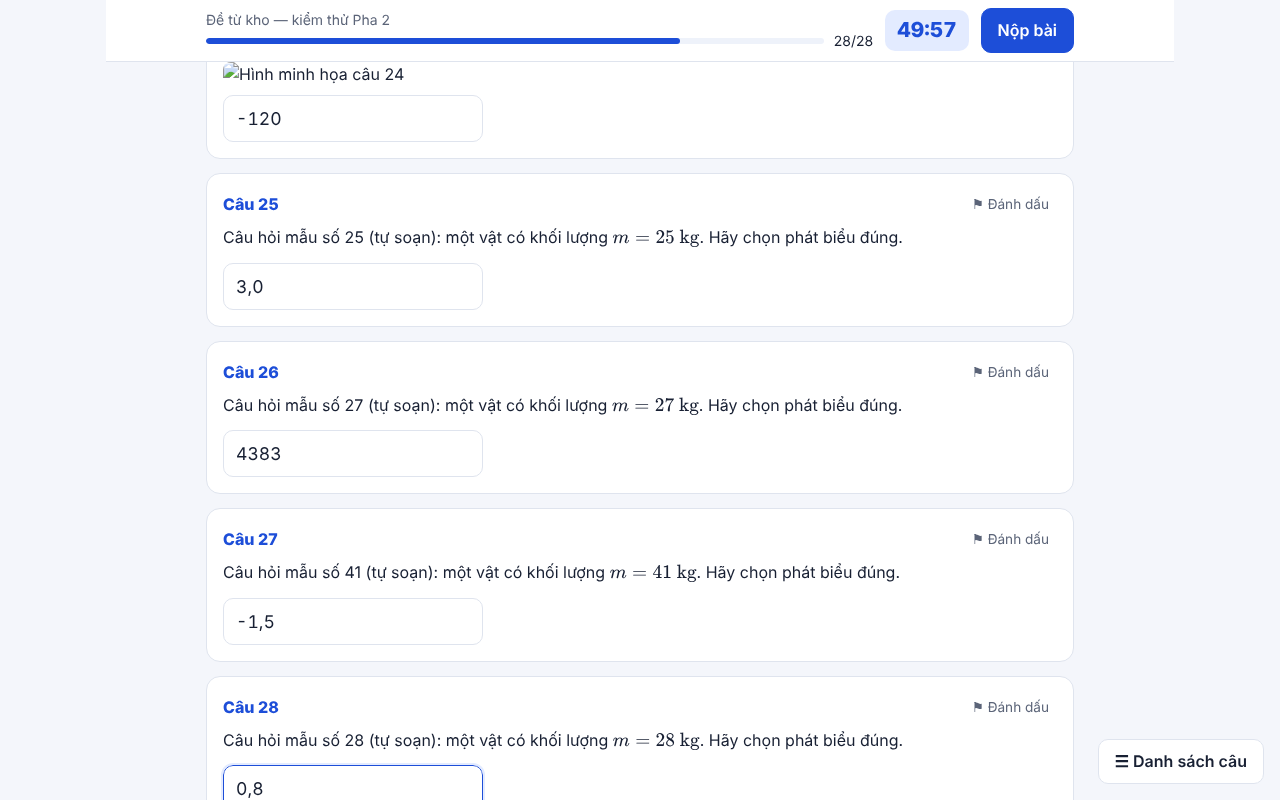 Đề từ kho — kiểm thử Pha 2
28/28
49:57
Nộp bài
Hình minh họa câu 24
-120
Câu 25
⚑ Đánh dấu
Câu hỏi mẫu số 25 (tự soạn): một vật có khối lượng m = 25 kg. Hãy chọn phát biểu đúng.
3,0
Câu 26
⚑ Đánh dấu
Câu hỏi mẫu số 27 (tự soạn): một vật có khối lượng m = 27 kg. Hãy chọn phát biểu đúng.
4383
Câu 27
⚑ Đánh dấu
Câu hỏi mẫu số 41 (tự soạn): một vật có khối lượng m = 41 kg. Hãy chọn phát biểu đúng.
-1,5
Câu 28
⚑ Đánh dấu
Câu hỏi mẫu số 28 (tự soạn): một vật có khối lượng m = 28 kg. Hãy chọn phát biểu đúng.
0,8
☰ Danh sách câu